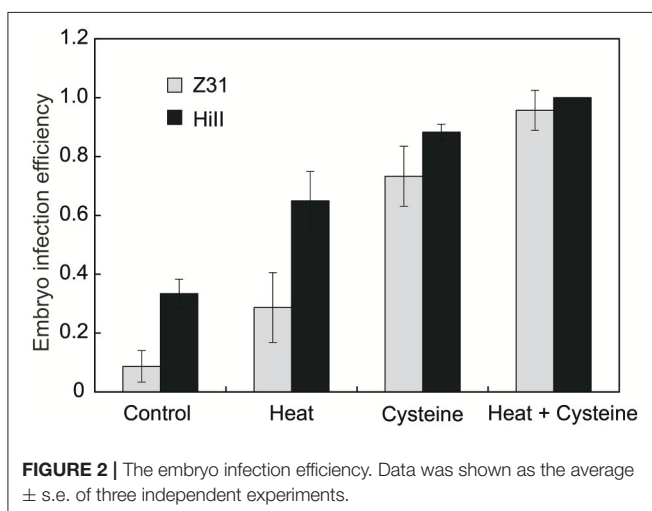 1.2
1.0
0.8
0.6
0.4
0.2
0
Embryo infection efficiency
Z31
HiII
Control Heat Cysteine Heat + Cysteine
FIGURE 2 | The embryo infection efficiency. Data was shown as the average
± s.e. of three independent experiments.